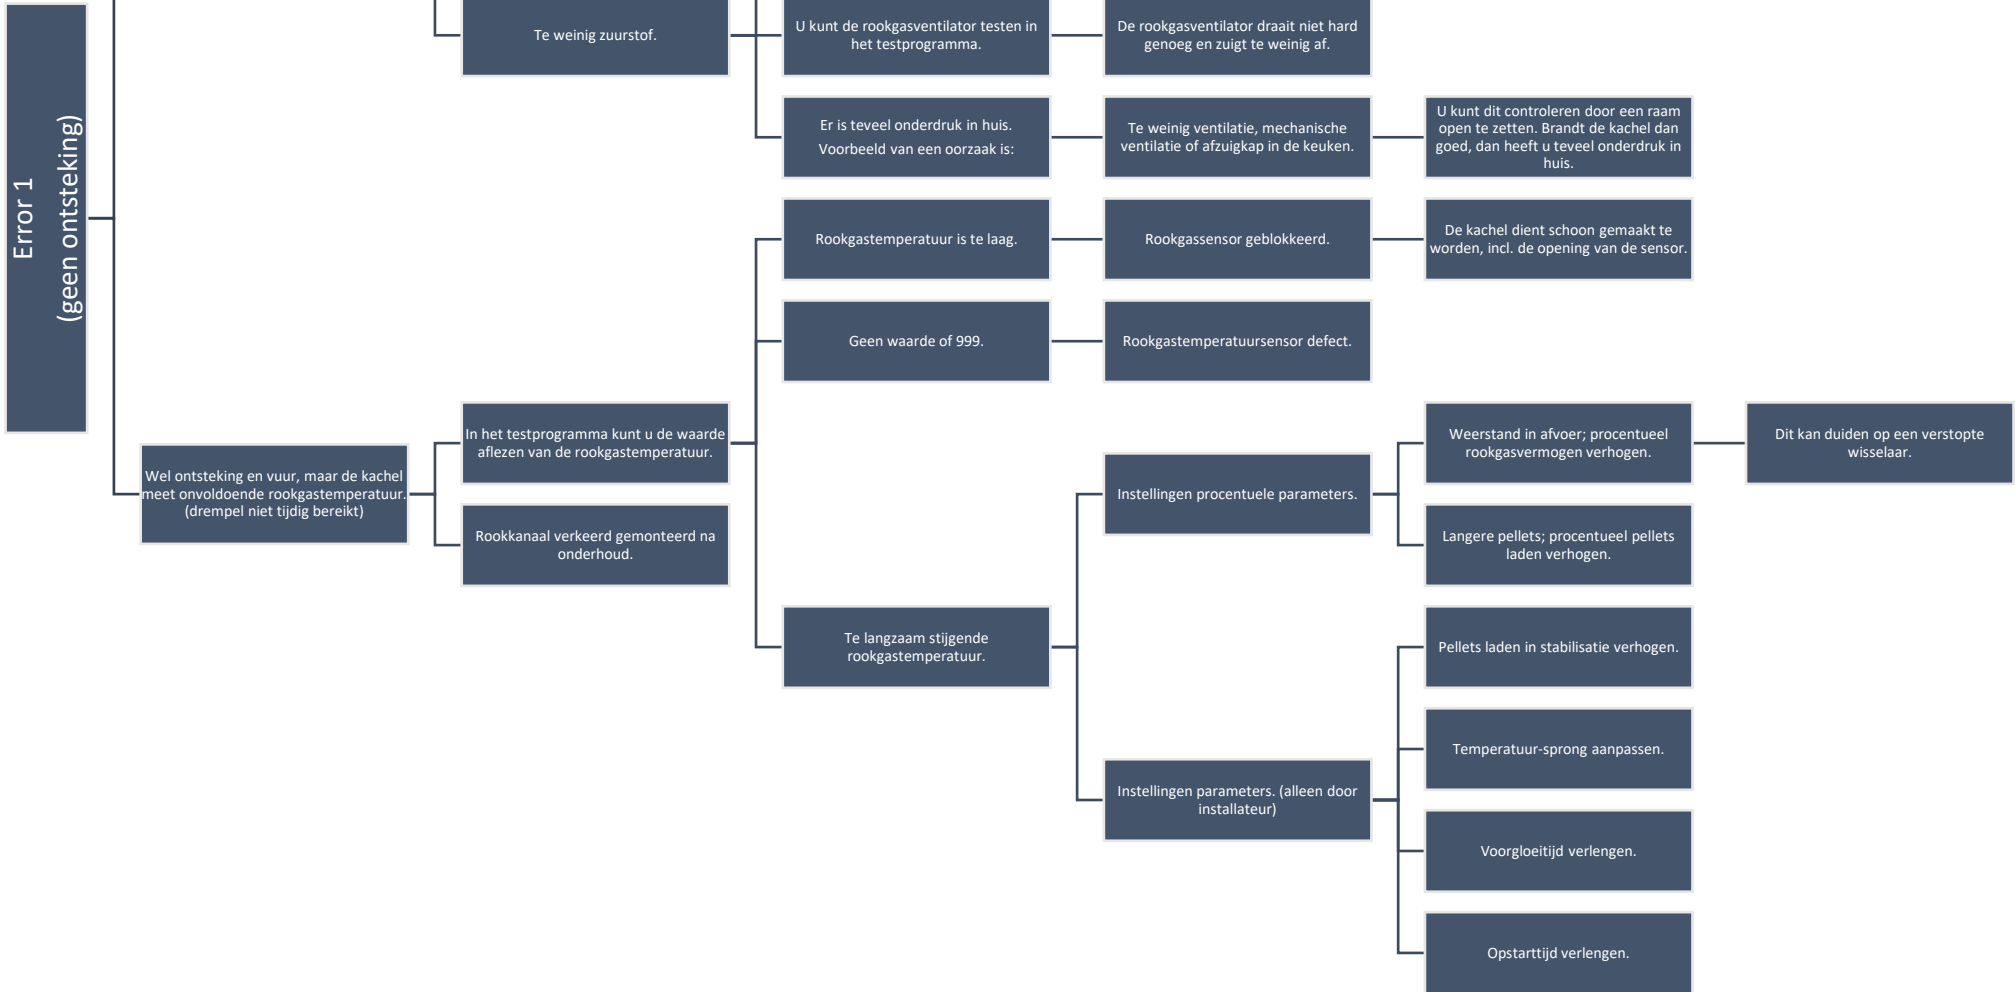 Error 1
(geen ontsteking)
Te weinig zuurstof.
U kunt de rookgasventilator testen in
het testprogramma.
De rookgasventilator draait niet hard
genoeg en zuigt te weinig af.
Er is teveel onderdruk in huis.
Voorbeeld van een oorzaak is:
Te weinig ventilatie, mechanische
ventilatie of afzuigkap in de keuken.
U kunt dit controleren door een raam
open te zetten. Brandt de kachel dan
goed, dan heeft u teveel onderdruk in
huis.
Rookgastemperatuur is te laag.
Rookgassensor geblokkeerd.
De kachel dient schoon gemaakt te
worden, incl. de opening van de sensor.
Geen waarde of 999.
Rookgastemperatuursensor defect.
Wel ontsteking en vuur, maar de kachel
meet onvoldoende rookgastemperatuur.
(drempel niet tijdig bereikt)
In het testprogramma kunt u de waarde
aflezen van de rookgastemperatuur.
Rookkanaal verkeerd gemonteerd na
onderhoud.
Te langzaam stijgende
rookgastemperatuur.
Instellingen procentuele parameters.
Weerstand in afvoer; procentueel
rookgasvermogen verhogen.
Dit kan duiden op een verstopte
wisselaar.
Langere pellets; procentueel pellets
laden verhogen.
Instellingen parameters. (alleen door
installateur)
Pellets laden in stabilisatie verhogen.
Temperatuur-sprong aanpassen.
Voorgloeitijd verlengen.
Opstarttijd verlengen.